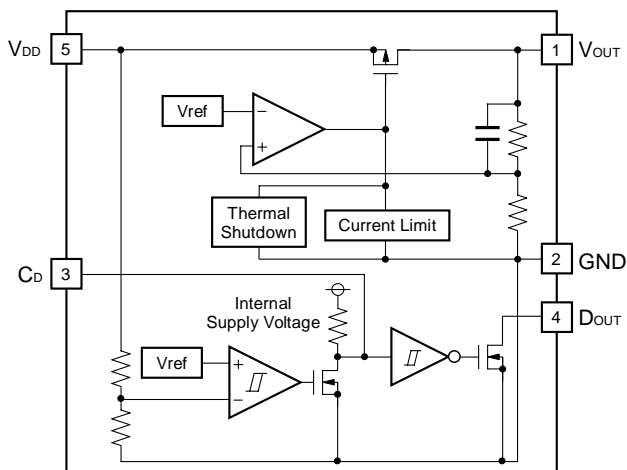 VDD 5 1 VOUT
Vref − +
Thermal
Shutdown
Current Limit
2 GND
CD 3
4 DOUT
Internal
Supply Voltage
Vref + −